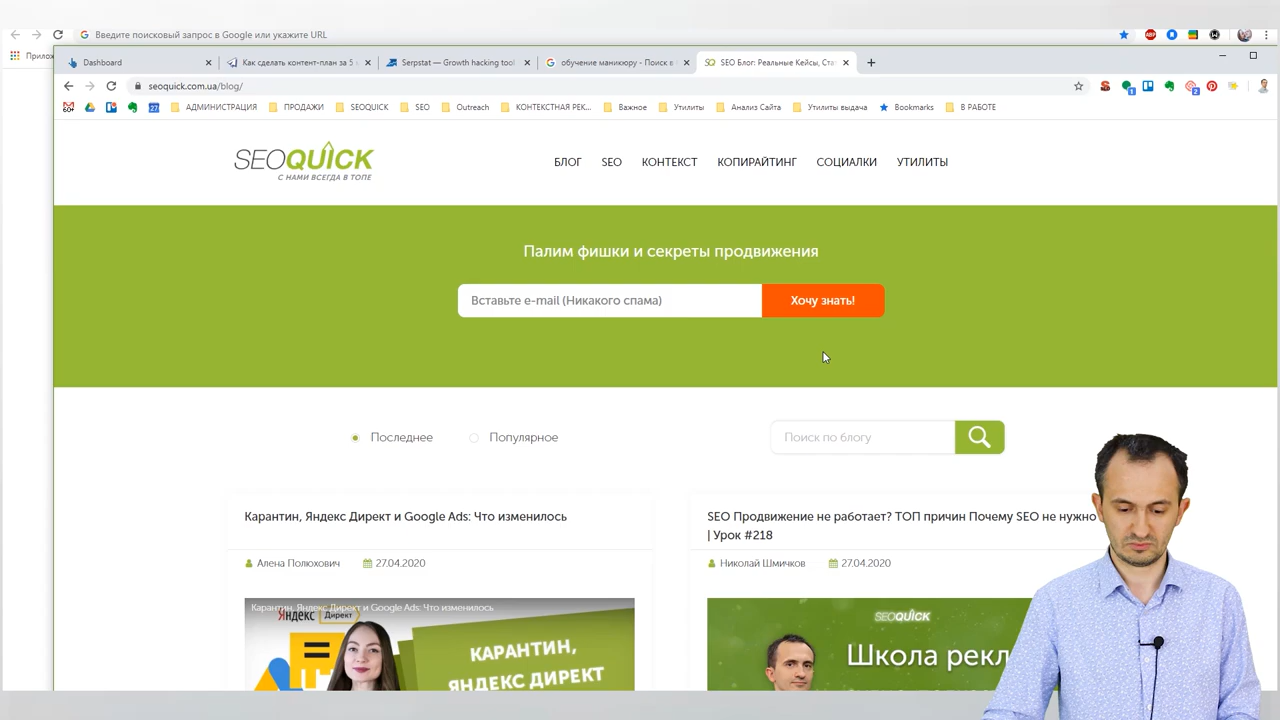 Введите поисковый запрос в Google или укажите URL
Прилож
Dashboard
Как сделать контент-план за 5 ш
Serpstat — Growth hacking tool
обучение маникюру - Поиск в
SEO Блог: Реальные Кейсы, Ста
seoquick.com.ua/blog/
АДМИНИСТРАЦИЯ
ПРОДАЖИ
SEOQUICK
SEO
Outreach
КОНТЕКСТНАЯ РЕК...
Важное
Утилиты
Анализ Сайта
Утилиты выдача
Bookmarks
В РАБОТЕ
SEOQUICK
С НАМИ ВСЕГДА В ТОПЕ
БЛОГ
SEO
КОНТЕКСТ
КОПИРАЙТИНГ
СОЦИАЛКИ
УТИЛИТЫ
Палим фишки и секреты продвижения
Вставьте e-mail (Никакого спама)
Хочу знать!
Последнее
Популярное
Поиск по блогу
Карантин, Яндекс Директ и Google Ads: Что изменилось
Алена Полюхович
27.04.2020
Карантин, Яндекс Директ и Google Ads: Что изменилось
Яндекс Директ
КАРАНТИН,
ЯНДЕКС ДИРЕКТ
SEO Продвижение не работает? ТОП причин Почему SEO не нужно
| Урок #218
Николай Шмичков
27.04.2020
SEOQUICK
Школа рекл